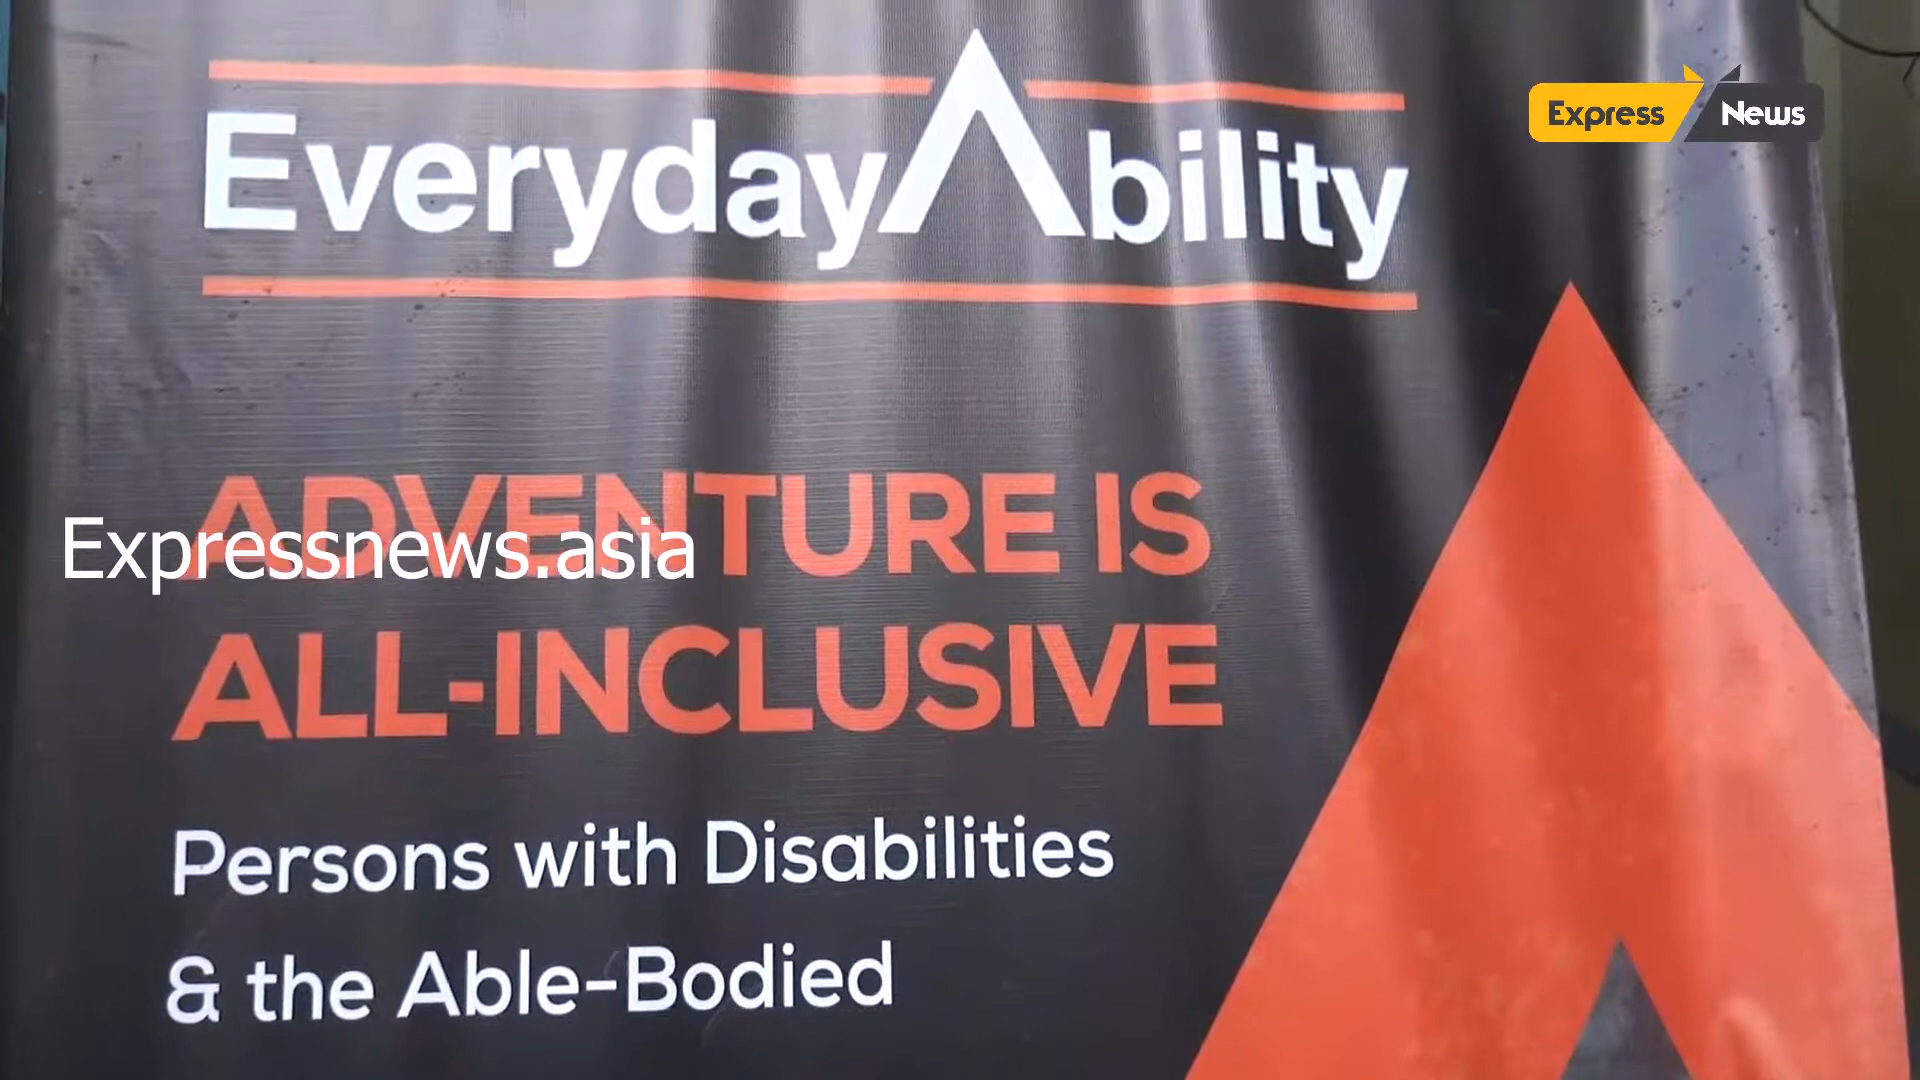 EverydayAbility
Express News
ADVENTURE IS
Expressnews.asia
ALL-INCLUSIVE
Persons with Disabilities
& the Able-Bodied